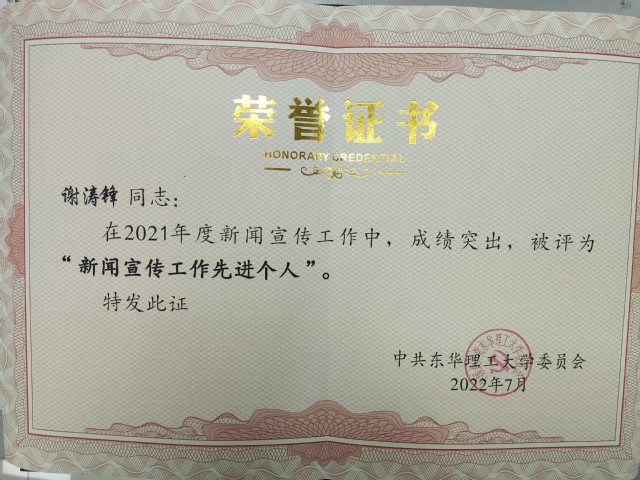 荣誉证书
HONORARY CREDENTIAL
谢涛锋 同志：
在2021年度新闻宣传工作中，成绩突出，被评为
“新闻宣传工作先进个人”。
特发此证
中共东华理工大学委员会
2022年7月